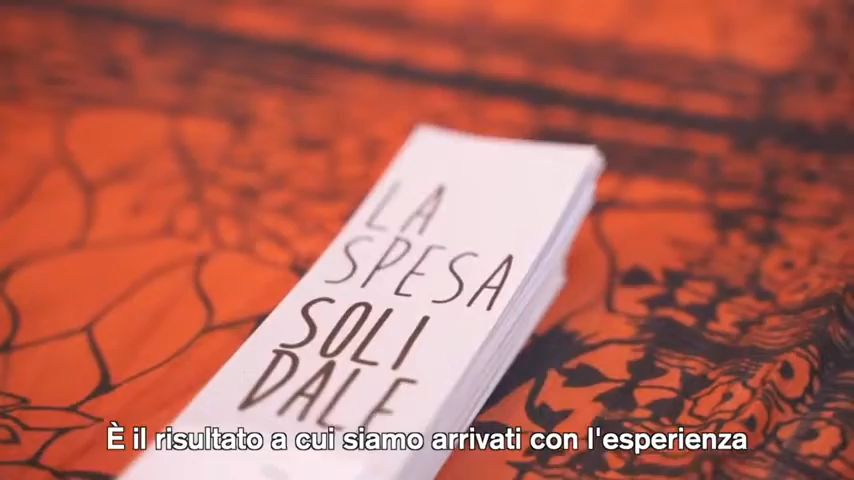 LA
SPESA
SOLI
DALE
È il risultato a cui siamo arrivati con l'esperienza